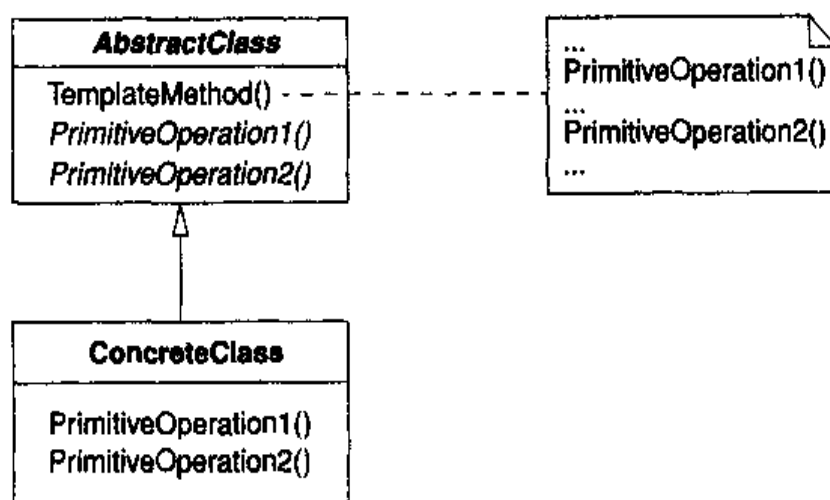 AbstractClass
TemplateMethod()
PrimitiveOperation1()
PrimitiveOperation2()
...
PrimitiveOperation1()
...
PrimitiveOperation2()
...
ConcreteClass
PrimitiveOperation1()
PrimitiveOperation2()